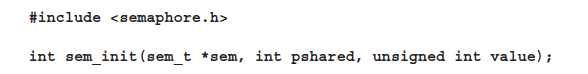 #include <semaphore.h>
int sem_init(sem_t *sem, int pshared, unsigned int value);